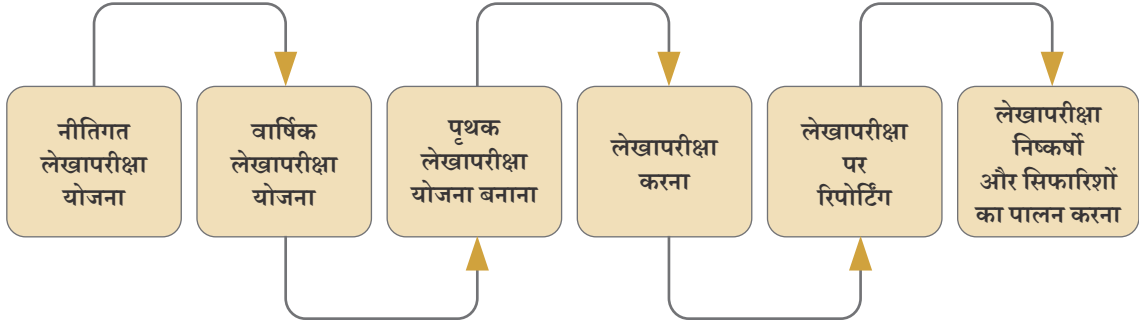 नीतिगत
लेखापरीक्षा
योजना
वार्षिक
लेखापरीक्षा
योजना
पृथक
लेखापरीक्षा
योजना बनाना
लेखापरीक्षा
करना
लेखापरीक्षा
पर
रिपोर्टिंग
लेखापरीक्षा
निष्कर्षो
और सिफारिशों
का पालन करना